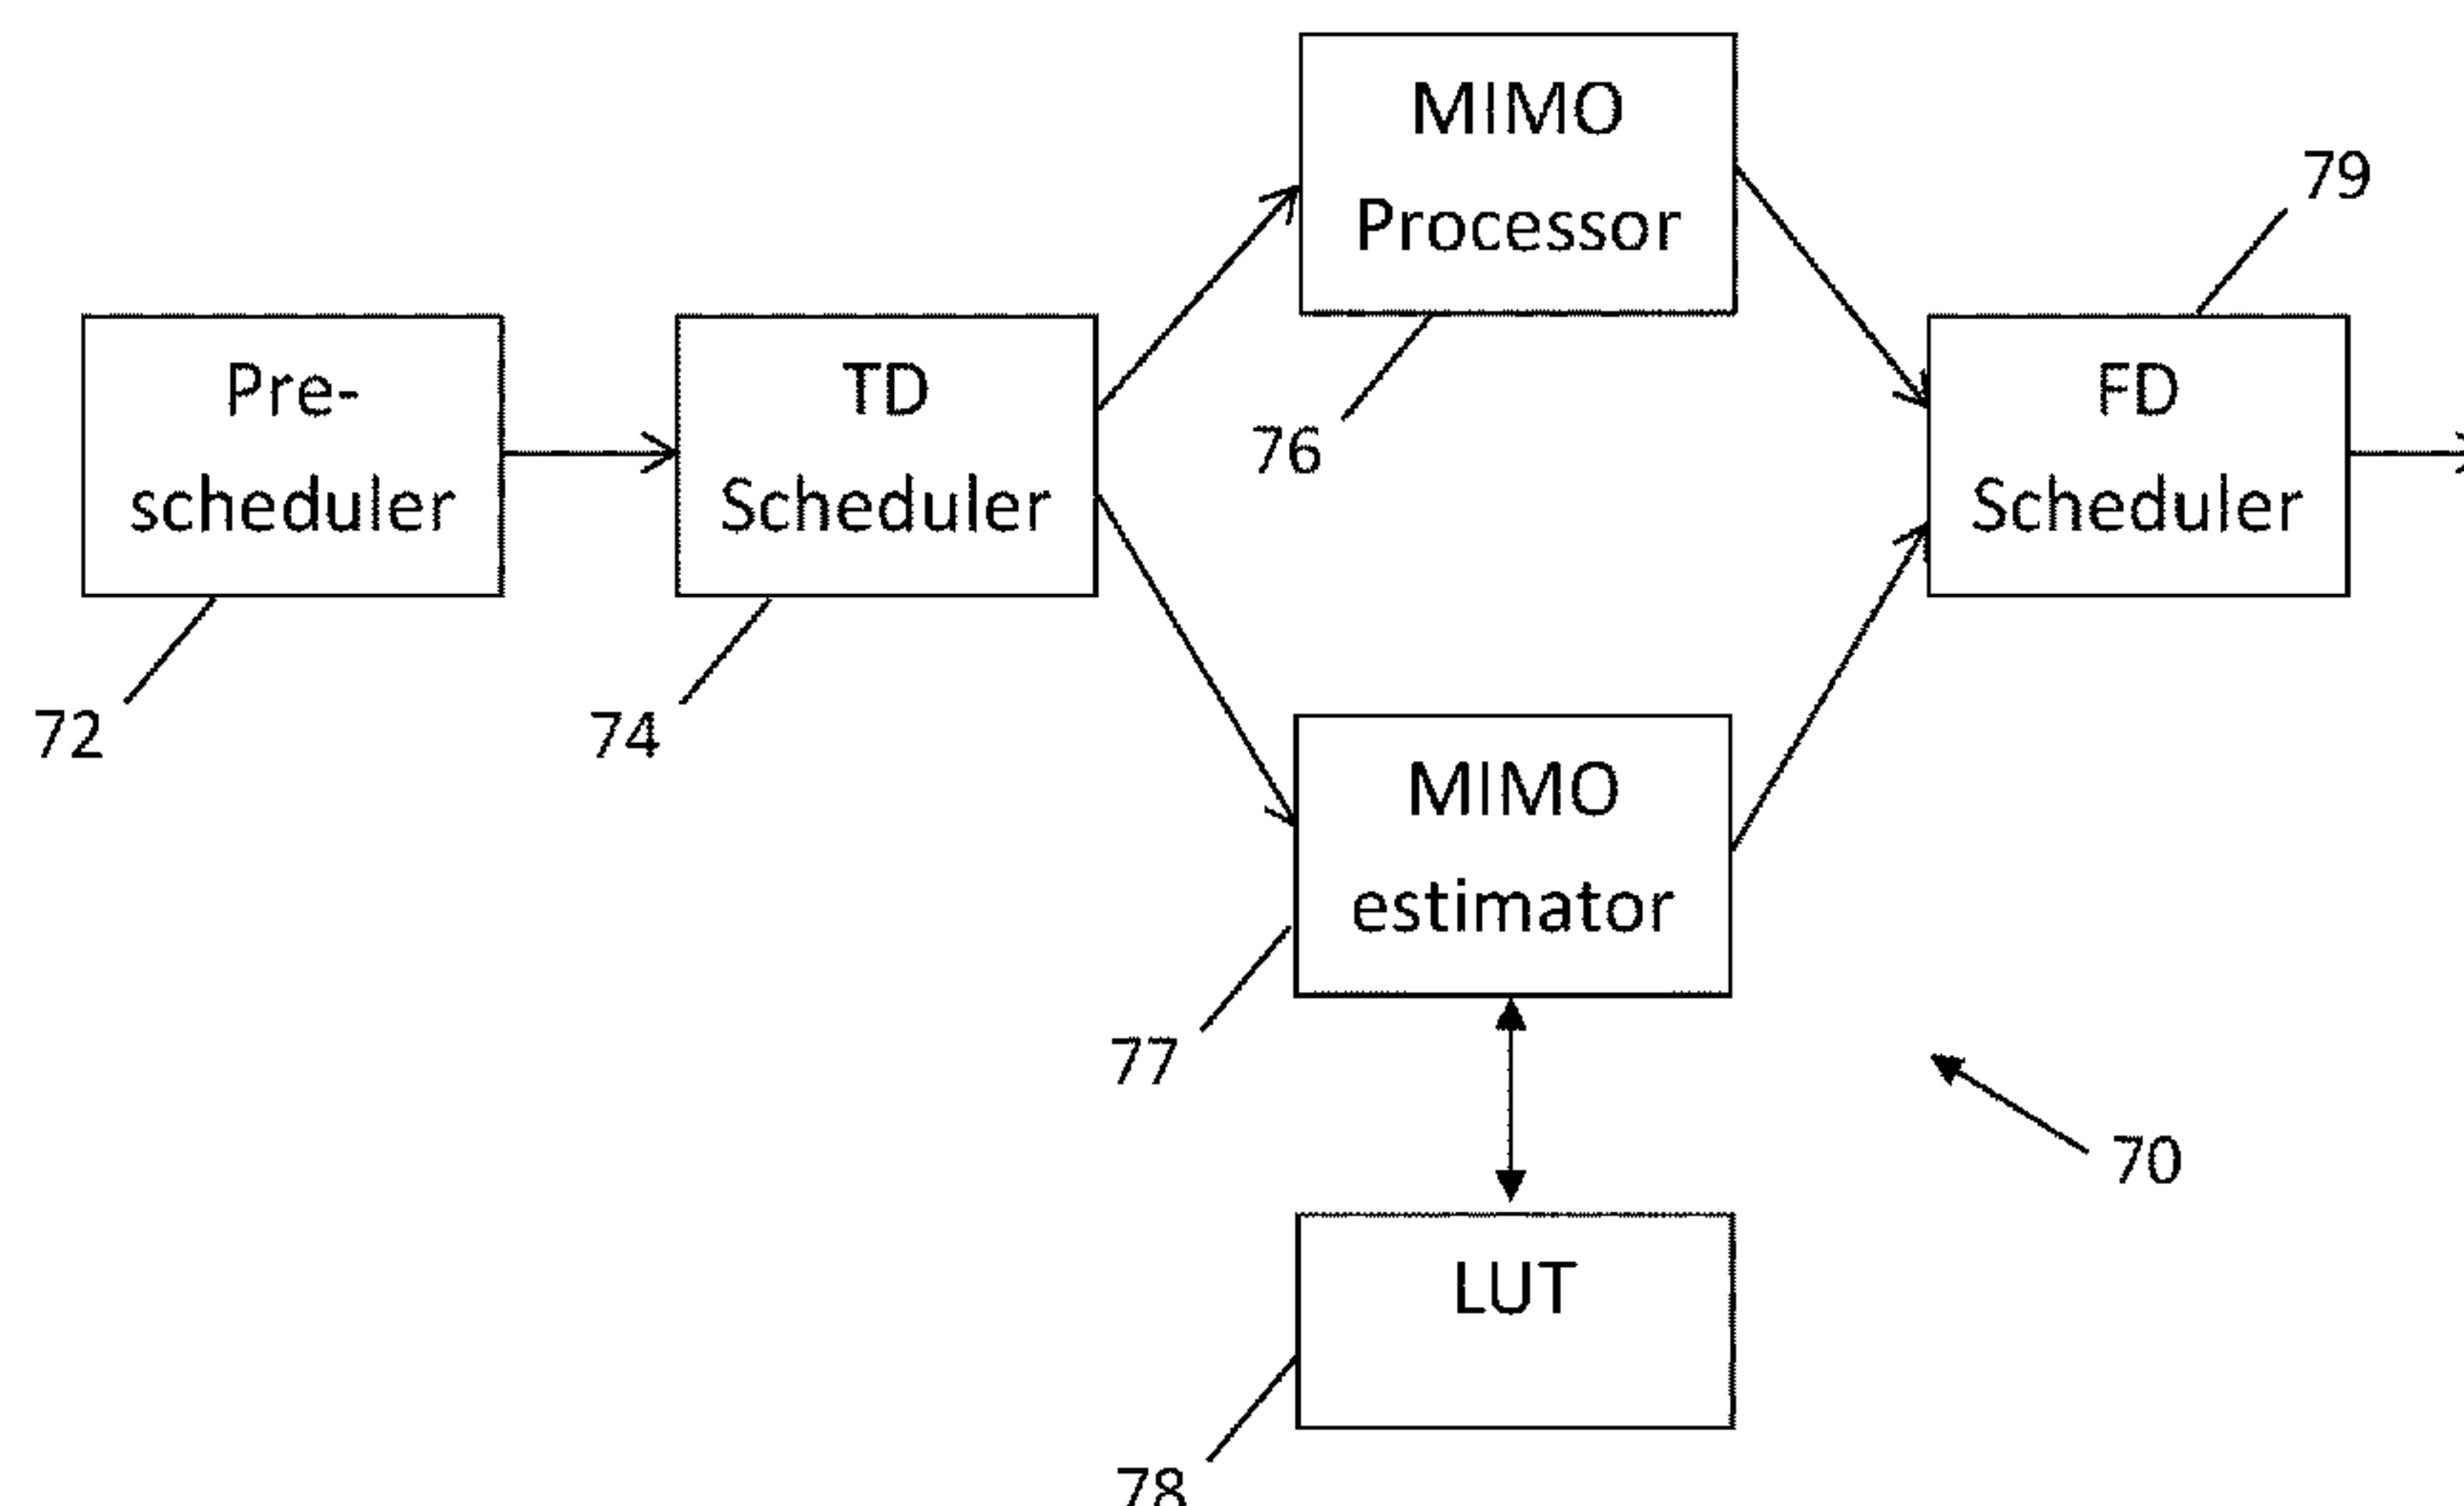 MIMO
Processor
79
Pre-
scheduler
TD
Scheduler
76
FD
Scheduler
72
74
MIMO
estimator
77
70
LUT
78